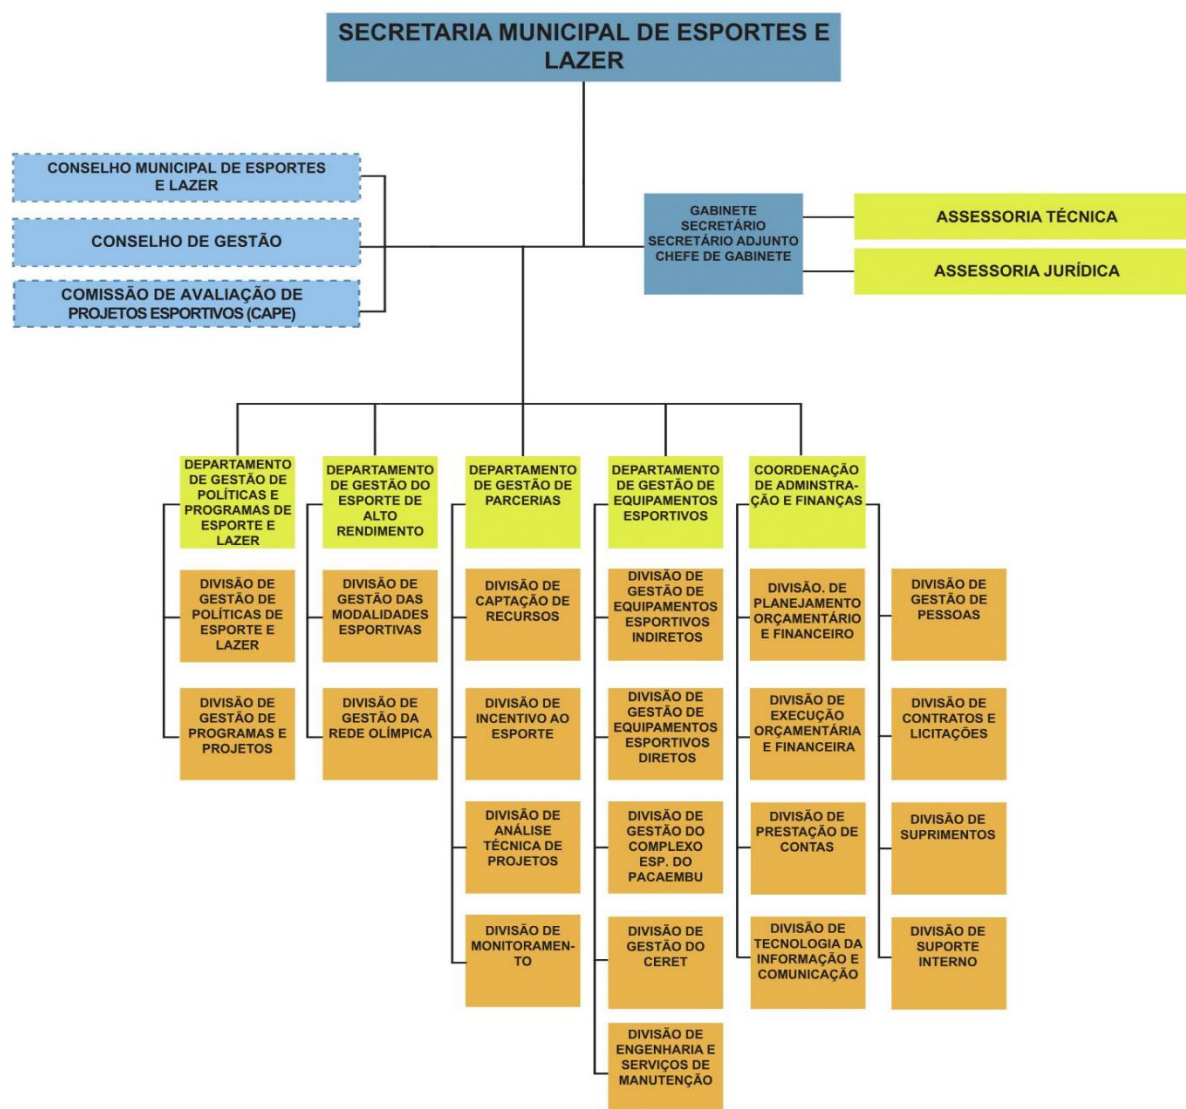 SECRETARIA MUNICIPAL DE ESPORTES E
LAZER
CONSELHO MUNICIPAL DE ESPORTES
E LAZER
CONSELHO DE GESTÃO
COMISSÃO DE AVALIAÇÃO DE
PROJETOS ESPORTIVOS (CAPE)
GABINETE
SECRETÁRIO
SECRETÁRIO ADJUNTO
CHEFE DE GABINETE
ASSESSORIA TÉCNICA
ASSESSORIA JURÍDICA
DEPARTAMENTO
DE GESTÃO DE
POLÍTICAS E
PROGRAMAS DE
ESPORTE E
LAZER
DEPARTAMENTO
DE GESTÃO DO
ESPORTE DE
ALTO
RENDIMENTO
DEPARTAMENTO
DE GESTÃO DE
PARCERIAS
DEPARTAMENTO
DE GESTÃO DE
EQUIPAMENTOS
ESPORTIVOS
COORDENAÇÃO
DE ADMINSTRA-
ÇÃO E FINANÇAS
DIVISÃO DE
GESTÃO DE
POLÍTICAS DE
ESPORTE E
LAZER
DIVISÃO DE
GESTÃO DAS
MODALIDADES
ESPORTIVAS
DIVISÃO DE
CAPTAÇÃO DE
RECURSOS
DIVISÃO DE
GESTÃO DE
EQUIPAMENTOS
ESPORTIVOS
INDIRETOS
DIVISÃO. DE
PLANEJAMENTO
ORÇAMENTÁRIO
E FINANCEIRO
DIVISÃO DE
GESTÃO DE
PESSOAS
DIVISÃO DE
GESTÃO DE
PROGRAMAS E
PROJETOS
DIVISÃO DE
GESTÃO DA
REDE OLÍMPICA
DIVISÃO DE
INCENTIVO AO
ESPORTE
DIVISÃO DE
GESTÃO DE
EQUIPAMENTOS
ESPORTIVOS
DIRETOS
DIVISÃO DE
EXECUÇÃO
ORÇAMENTÁRIA
E FINANCEIRA
DIVISÃO DE
CONTRATOS E
LICITAÇÕES
DIVISÃO DE
ANÁLISE
TÉCNICA DE
PROJETOS
DIVISÃO DE
GESTÃO DO
COMPLEXO
ESP. DO
PACAEMBU
DIVISÃO DE
PRESTAÇÃO DE
CONTAS
DIVISÃO DE
SUPRIMENTOS
DIVISÃO DE
MONITORAMEN-
TO
DIVISÃO DE
GESTÃO DO
CERET
DIVISÃO DE
TECNOLOGIA DA
INFORMAÇÃO E
COMUNICAÇÃO
DIVISÃO DE
SUPORTE
INTERNO
DIVISÃO DE
ENGENHARIA E
SERVIÇOS DE
MANUTENÇÃO